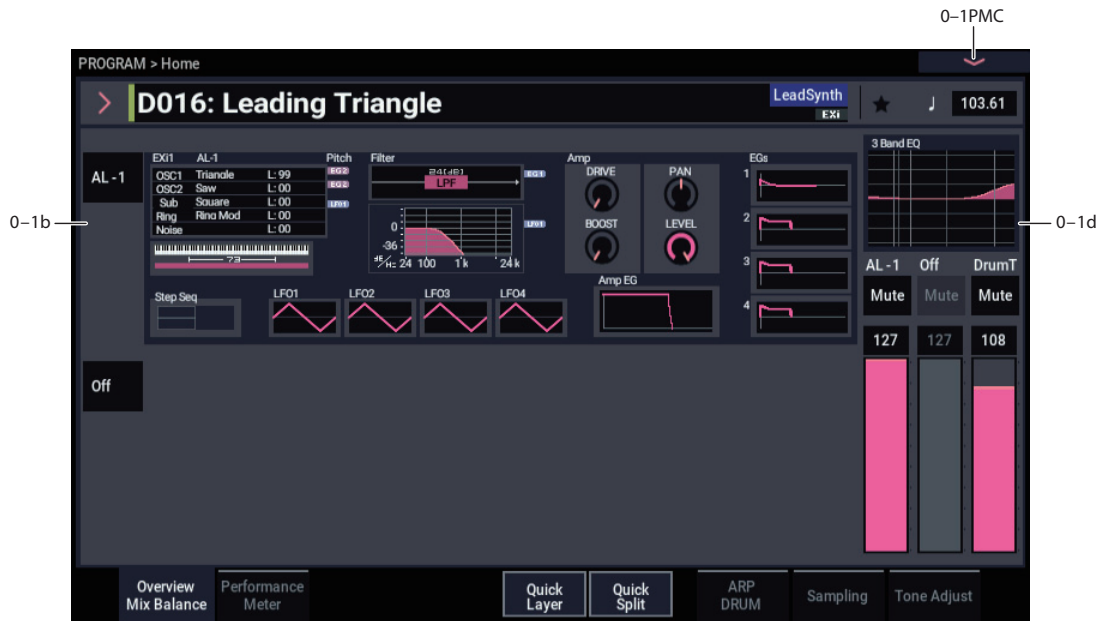 0–1PMC
PROGRAM > Home
D016: Leading Triangle
LeadSynth
EXi
♩ 103.61
AL-1
EXi1 AL-1 Pitch
OSC1 Triangle L: 99 EG2
OSC2 Saw L: 00 EG2
Sub Square L: 00 LFO1
Ring Ring Mod L: 00
Noise L: 00
73
Filter
24(dB)
LPF
EG1
LFO1
0
-36
dB/Hz 24 100 1k 24k
Amp
DRIVE PAN
BOOST LEVEL
Amp EG
EGs
1
2
3
4
Step Seq
LFO1 LFO2 LFO3 LFO4
3 Band EQ
0–1b
0–1d
AL-1 Off DrumT
Mute Mute Mute
127 127 108
Off
Overview Mix Balance
Performance Meter
Quick Layer
Quick Split
ARP DRUM
Sampling
Tone Adjust